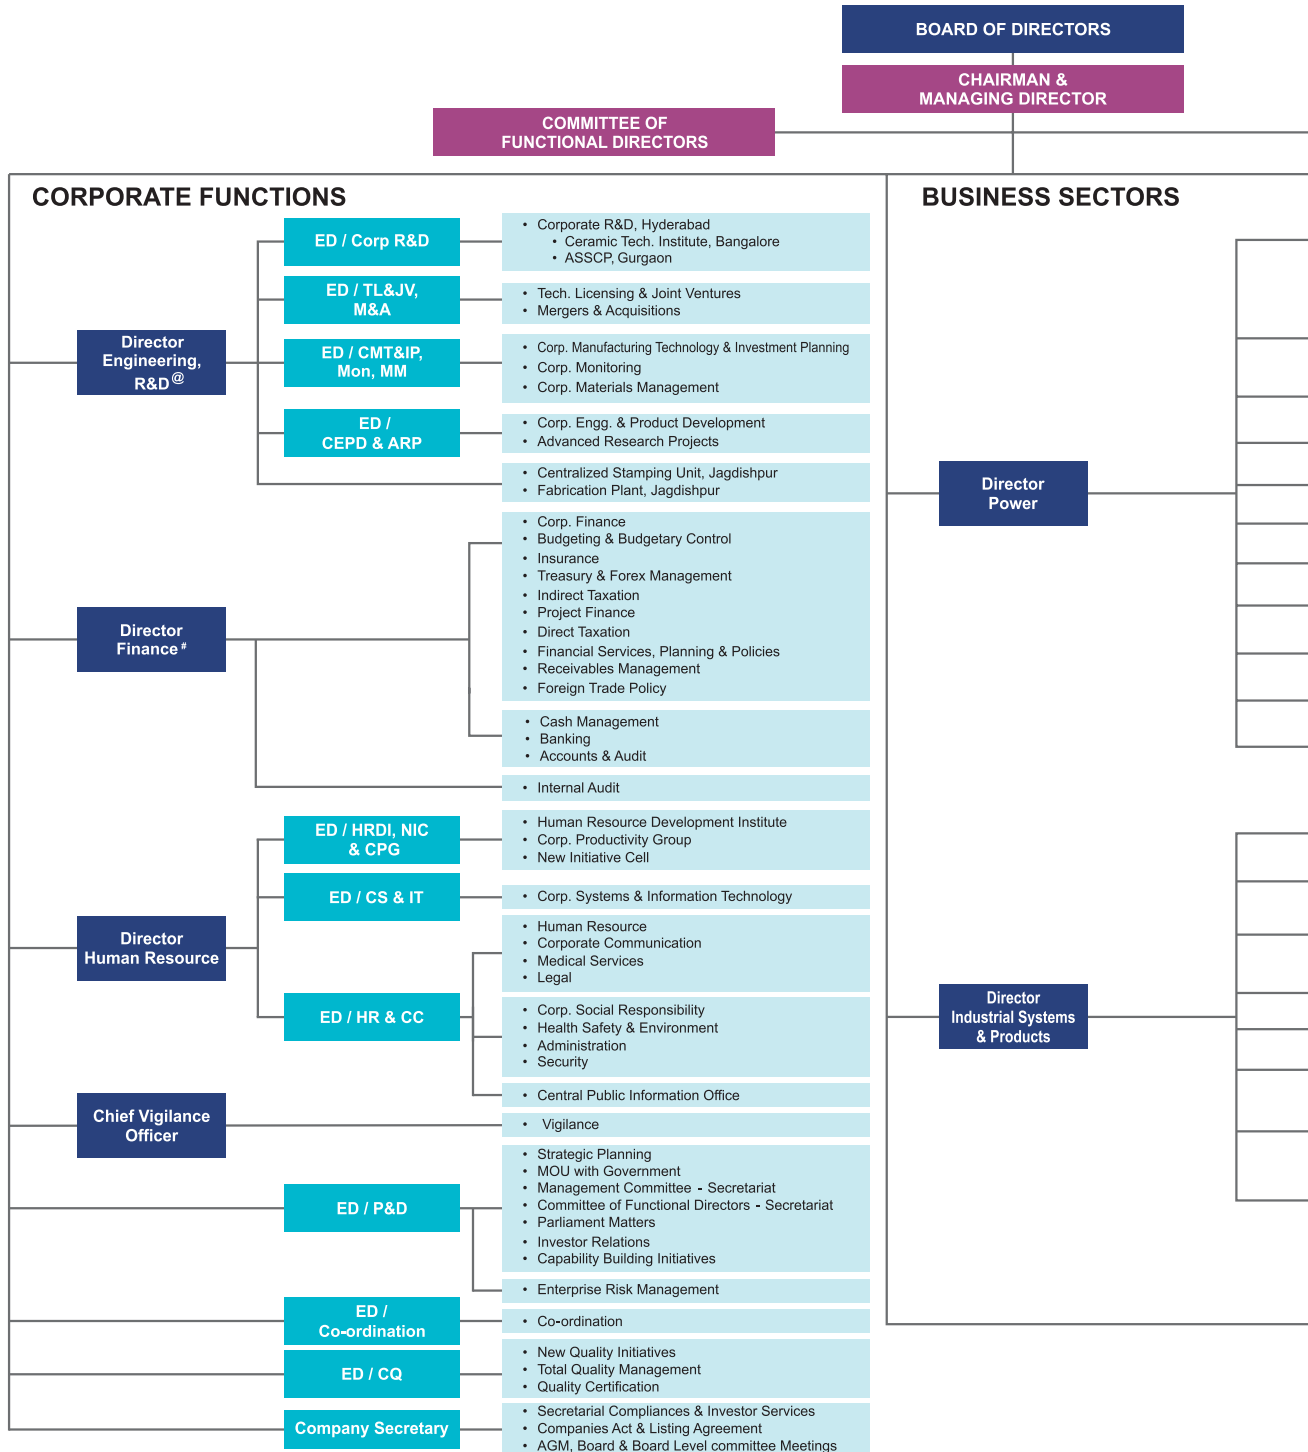 BOARD OF DIRECTORS
CHAIRMAN &
MANAGING DIRECTOR
COMMITTEE OF
FUNCTIONAL DIRECTORS
CORPORATE FUNCTIONS
Director
Engineering,
R&D@
ED / Corp R&D
• Corporate R&D, Hyderabad
• Ceramic Tech. Institute, Bangalore
• ASSCP, Gurgaon
ED / TL&JV,
M&A
• Tech. Licensing & Joint Ventures
• Mergers & Acquisitions
ED / CMT&IP,
Mon, MM
• Corp. Manufacturing Technology & Investment Planning
• Corp. Monitoring
• Corp. Materials Management
ED /
CEPD & ARP
• Corp. Engg. & Product Development
• Advanced Research Projects
• Centralized Stamping Unit, Jagdishpur
• Fabrication Plant, Jagdishpur
Director
Finance #
• Corp. Finance
• Budgeting & Budgetary Control
• Insurance
• Treasury & Forex Management
• Indirect Taxation
• Project Finance
• Direct Taxation
• Financial Services, Planning & Policies
• Receivables Management
• Foreign Trade Policy
• Cash Management
• Banking
• Accounts & Audit
• Internal Audit
Director
Human Resource
ED / HRDI, NIC
& CPG
• Human Resource Development Institute
• Corp. Productivity Group
• New Initiative Cell
ED / CS & IT
• Corp. Systems & Information Technology
ED / HR & CC
• Human Resource
• Corporate Communication
• Medical Services
• Legal
• Corp. Social Responsibility
• Health Safety & Environment
• Administration
• Security
• Central Public Information Office
Chief Vigilance
Officer
• Vigilance
ED / P&D
• Strategic Planning
• MOU with Government
• Management Committee - Secretariat
• Committee of Functional Directors - Secretariat
• Parliament Matters
• Investor Relations
• Capability Building Initiatives
• Enterprise Risk Management
ED /
Co-ordination
• Co-ordination
ED / CQ
• New Quality Initiatives
• Total Quality Management
• Quality Certification
Company Secretary
• Secretarial Compliances & Investor Services
• Companies Act & Listing Agreement
• AGM, Board & Board Level committee Meetings
BUSINESS SECTORS
Director
Power
Director
Industrial Systems
& Products